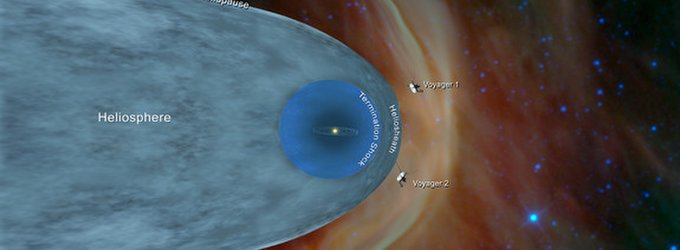 Voyager 1
Heliosphere
Termination Shock
Heliosheath
Voyager 2